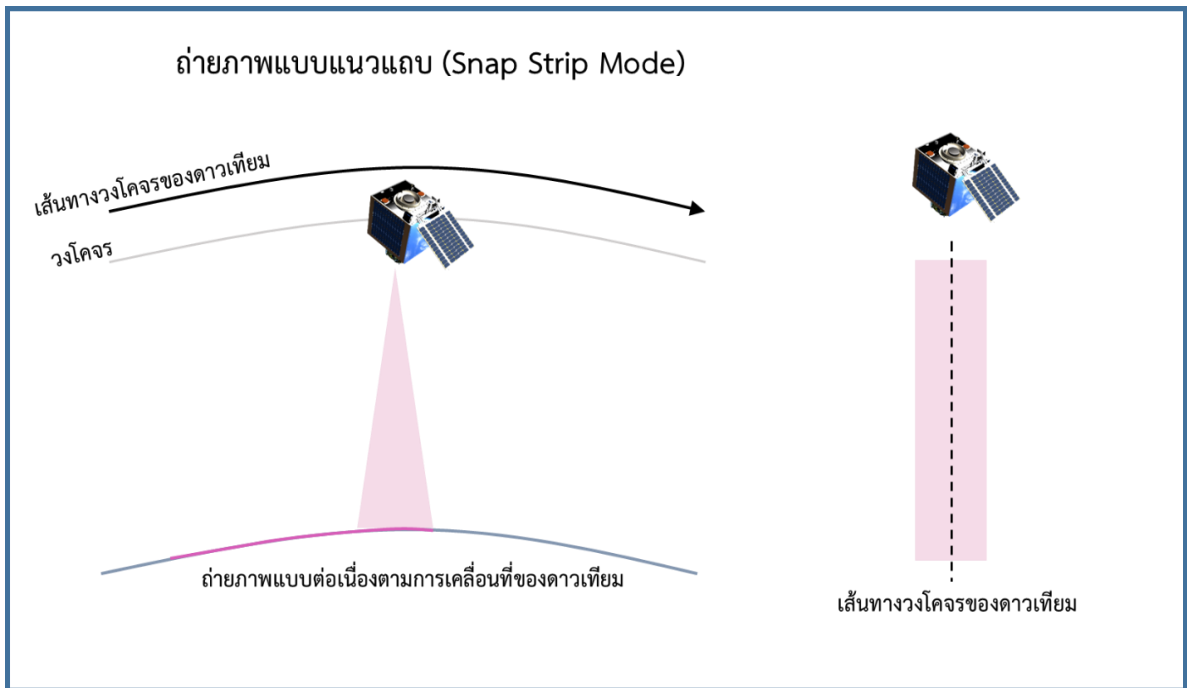 ถ่ายภาพแบบแนวแถบ (Snap Strip Mode)
เส้นทางวงโคจรของดาวเทียม
วงโคจร
ถ่ายภาพแบบต่อเนื่องตามการเคลื่อนที่ของดาวเทียม
เส้นทางวงโคจรของดาวเทียม